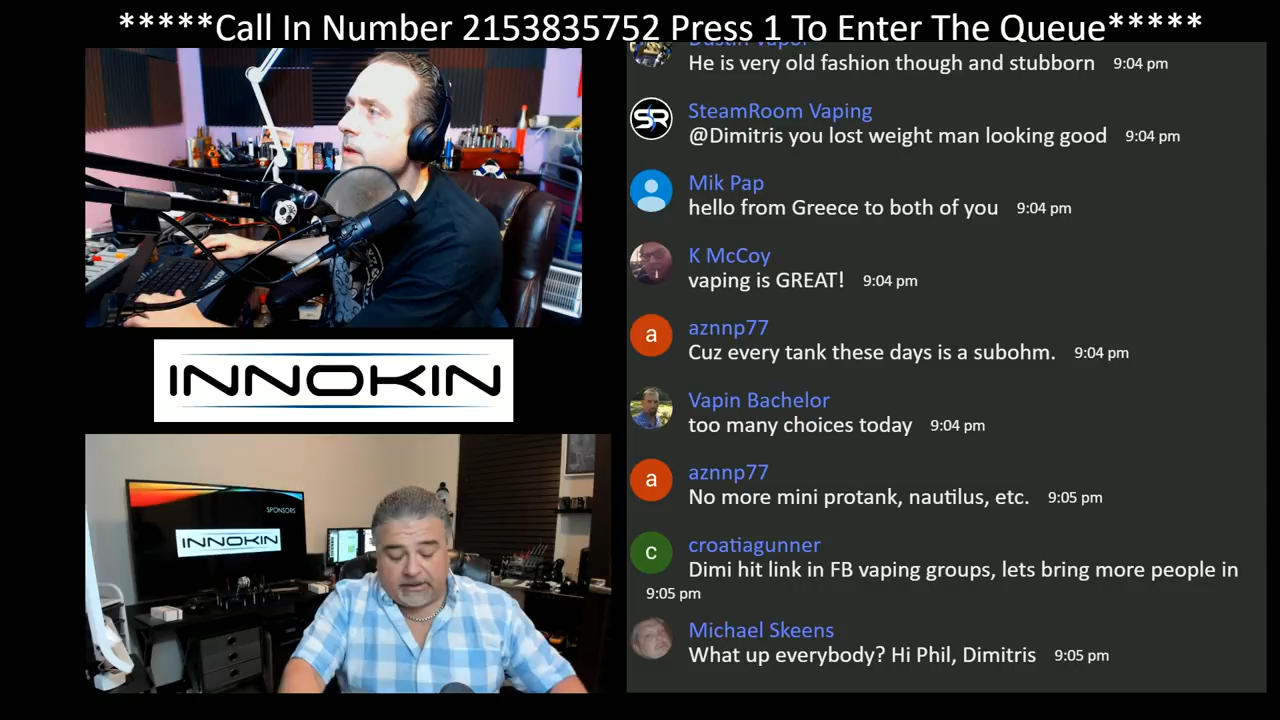 *****Call In Number 2153835752 Press 1 To Enter The Queue*****
Dustin Vapor
He is very old fashion though and stubborn 9:04 pm
SR
SteamRoom Vaping
@Dimitris you lost weight man looking good 9:04 pm
Mik Pap
hello from Greece to both of you 9:04 pm
K McCoy
vaping is GREAT! 9:04 pm
a
aznnp77
Cuz every tank these days is a subohm. 9:04 pm
Vapin Bachelor
too many choices today 9:04 pm
a
aznnp77
No more mini protank, nautilus, etc. 9:05 pm
c
croatiagunner
Dimi hit link in FB vaping groups, lets bring more people in
9:05 pm
Michael Skeens
What up everybody? Hi Phil, Dimitris 9:05 pm
INNOKIN
SPONSORS
INNOKIN